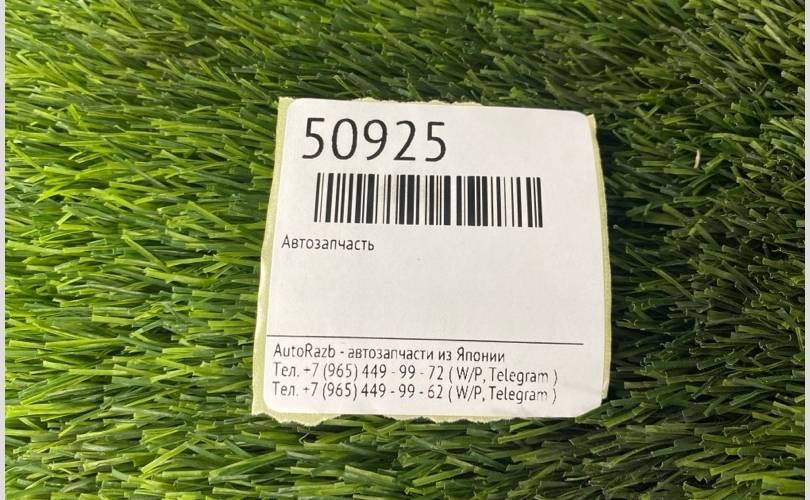 50925
Автозапчасть
AutoRazb - автозапчасти из Японии
Тел. +7 (965) 449 - 99 - 72 ( W/P, Telegram )
Тел. +7 (965) 449 - 99 - 62 ( W/P, Telegram )